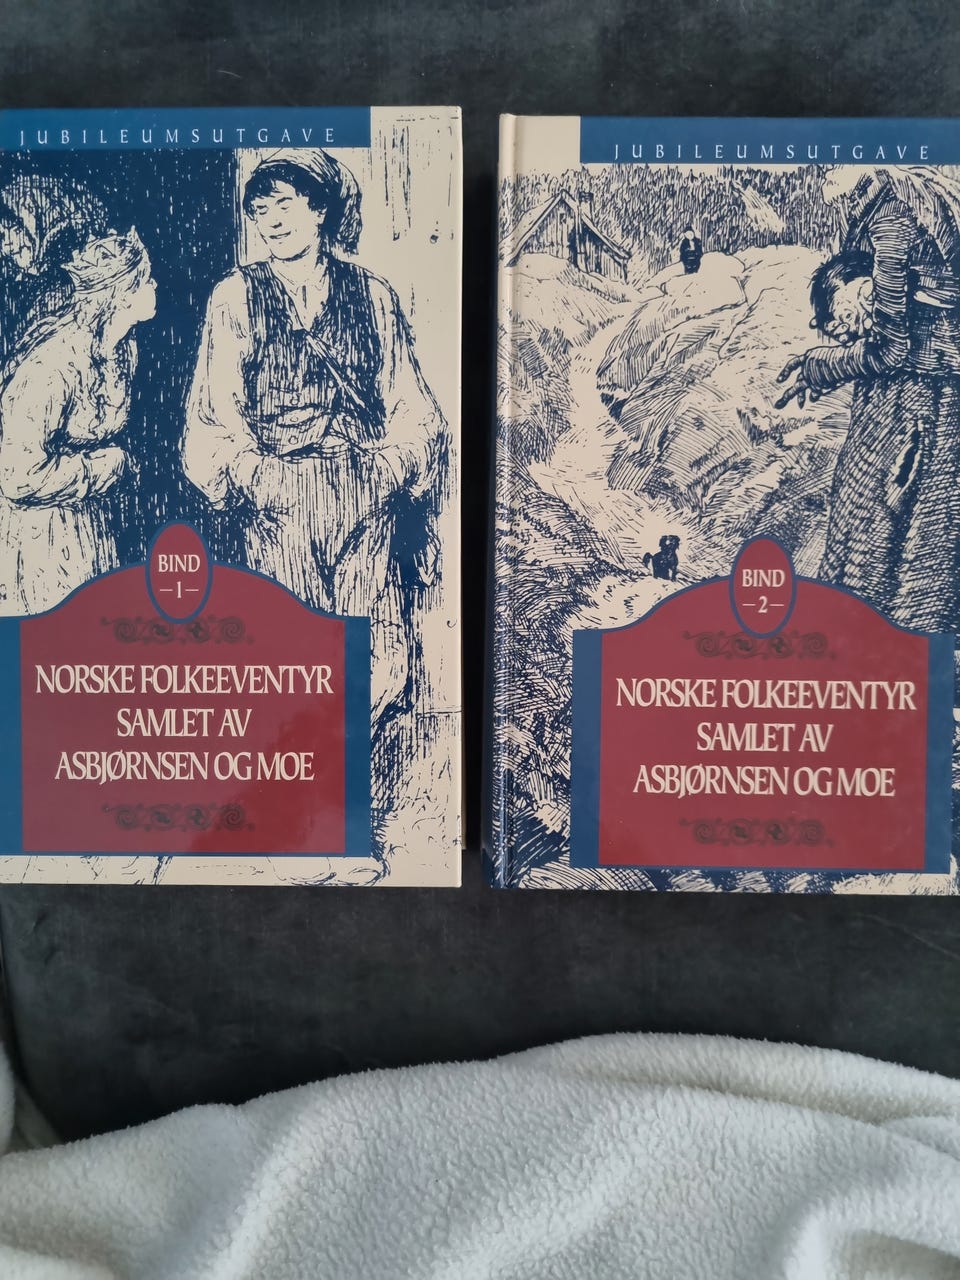 JUBILEUMSUTGAVE
BIND
–1–
NORSKE FOLKEEVENTYR
SAMLET AV
ASBJØRNSEN OG MOE
JUBILEUMSUTGAVE
BIND
–2–
NORSKE FOLKEEVENTYR
SAMLET AV
ASBJØRNSEN OG MOE